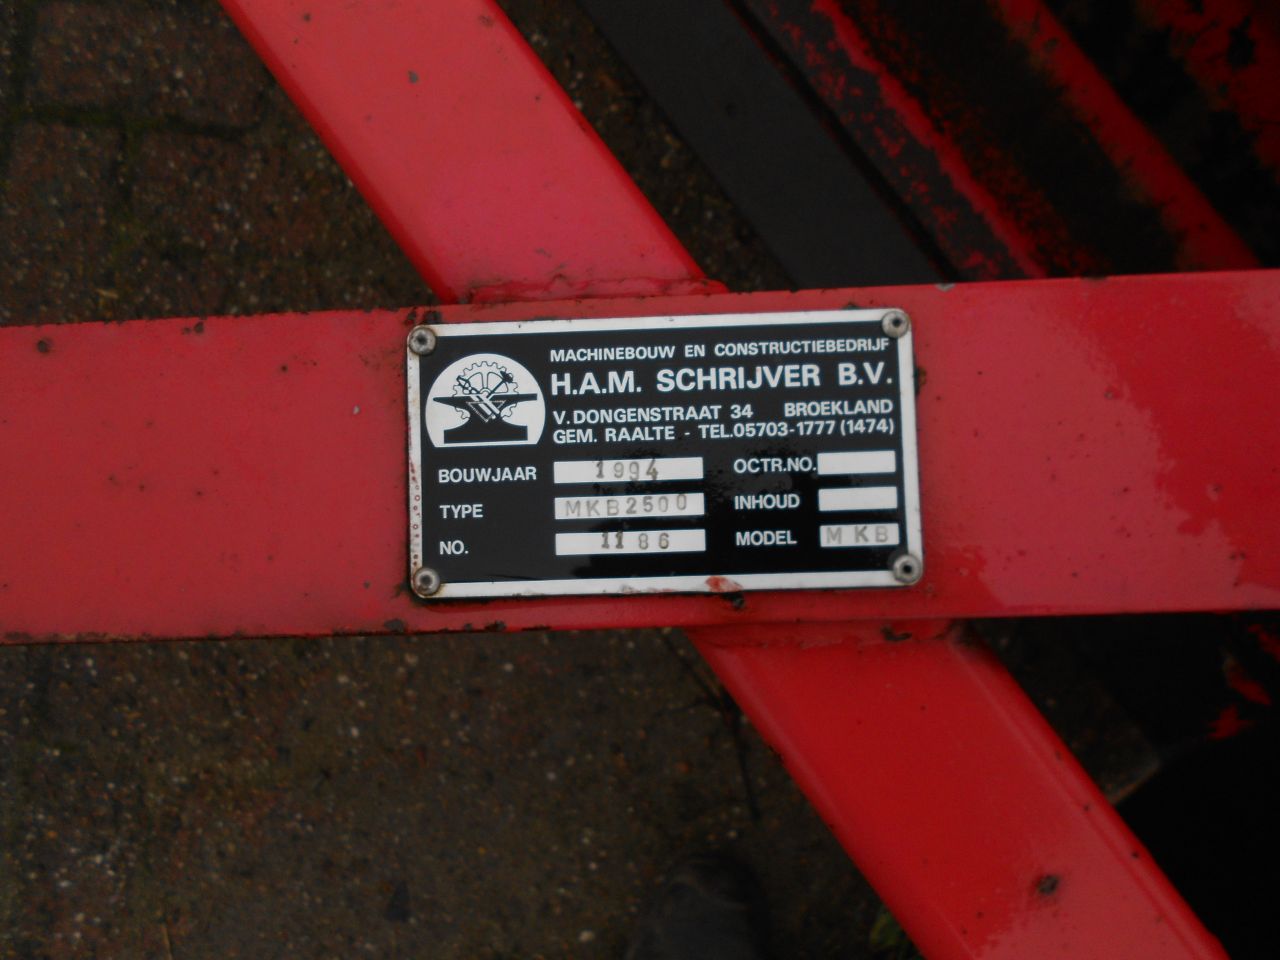 MACHINEBOUW EN CONSTRUCTIEBEDRIJF
H.A.M. SCHRIJVER B.V.
V.DONGENSTRAAT 34 BROEKLAND
GEM. RAALTE - TEL.05703-1777 (1474)
BOUWJAAR 1994 OCTR.NO.
TYPE MKB2500 INHOUD
NO. 1186 MODEL MKB